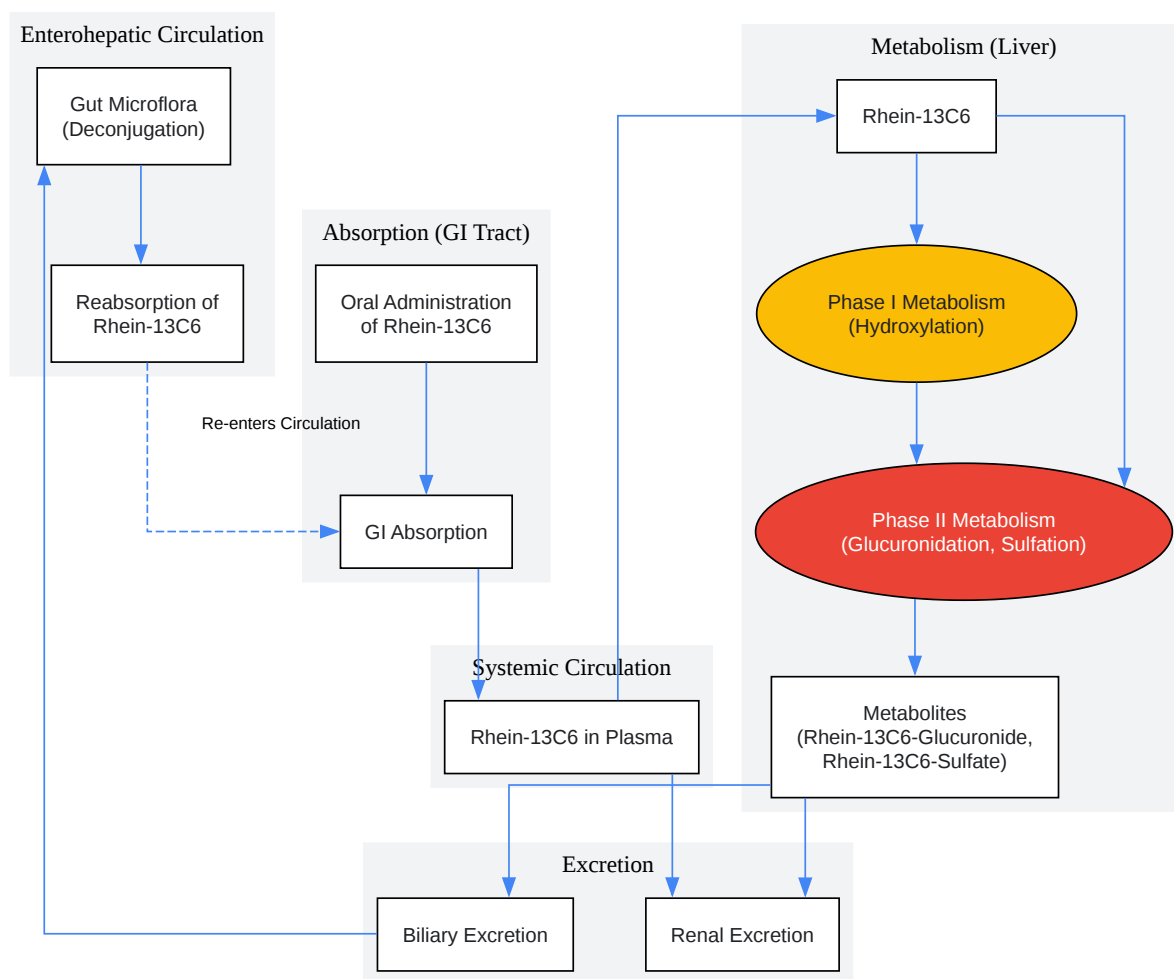 Enterohepatic Circulation
Gut Microflora
(Deconjugation)
Reabsorption of
Rhein-13C6
Re-enters Circulation
Absorption (GI Tract)
Oral Administration
of Rhein-13C6
GI Absorption
Systemic Circulation
Rhein-13C6 in Plasma
Metabolism (Liver)
Rhein-13C6
Phase I Metabolism
(Hydroxylation)
Phase II Metabolism
(Glucuronidation, Sulfation)
Metabolites
(Rhein-13C6-Glucuronide,
Rhein-13C6-Sulfate)
Excretion
Biliary Excretion
Renal Excretion